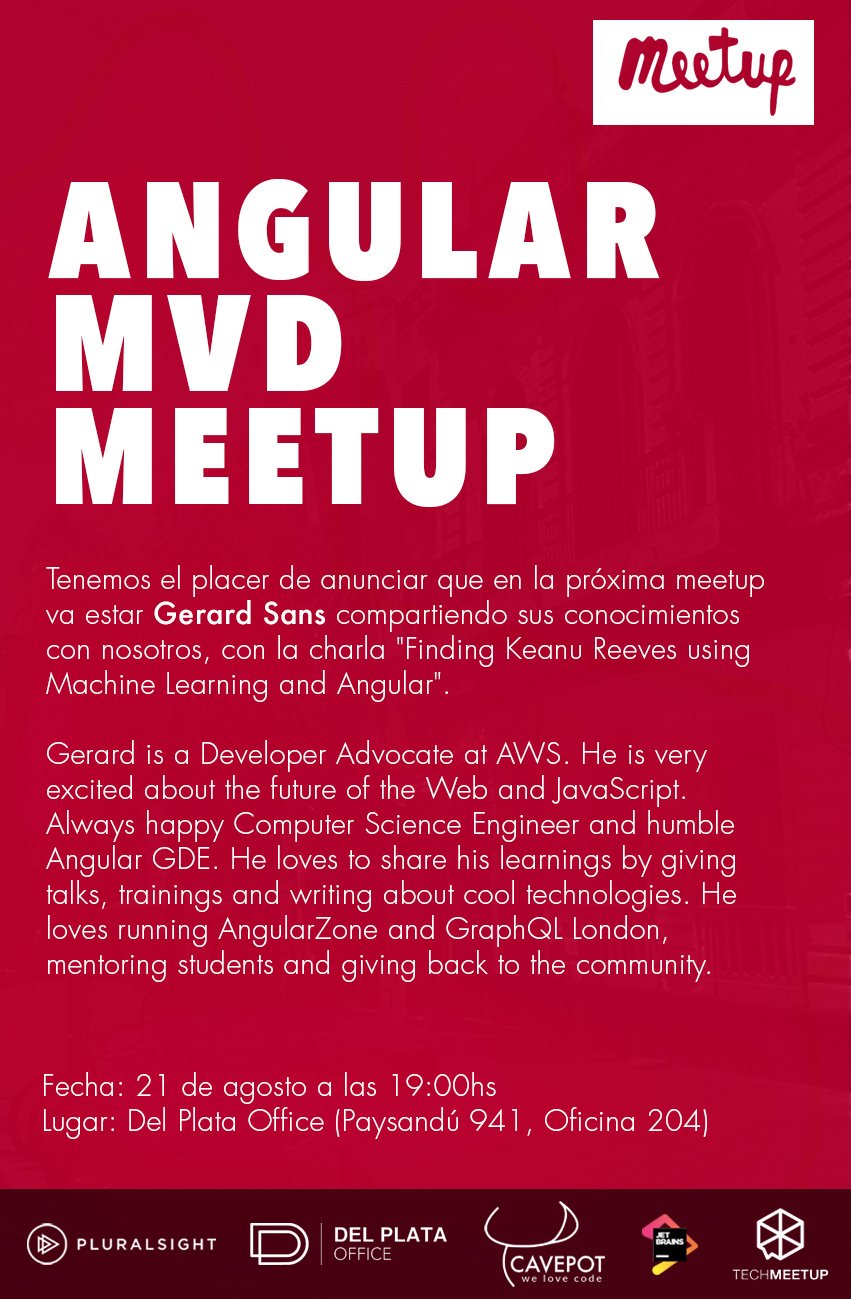 Meetup
ANGULAR
MVD
MEETUP
Tenemos el placer de anunciar que en la próxima meetup
va estar Gerard Sans compartiendo sus conocimientos
con nosotros, con la charla "Finding Keanu Reeves using
Machine Learning and Angular".
Gerard is a Developer Advocate at AWS. He is very
excited about the future of the Web and JavaScript.
Always happy Computer Science Engineer and humble
Angular GDE. He loves to share his learnings by giving
talks, trainings and writing about cool technologies. He
loves running AngularZone and GraphQL London,
mentoring students and giving back to the community.
Fecha: 21 de agosto a las 19:00hs
Lugar: Del Plata Office (Paysandú 941, Oficina 204)
PLURALSIGHT
DEL PLATA
OFFICE
CAVEPOT
we love code
JET
BRAINS
TECHMEETUP